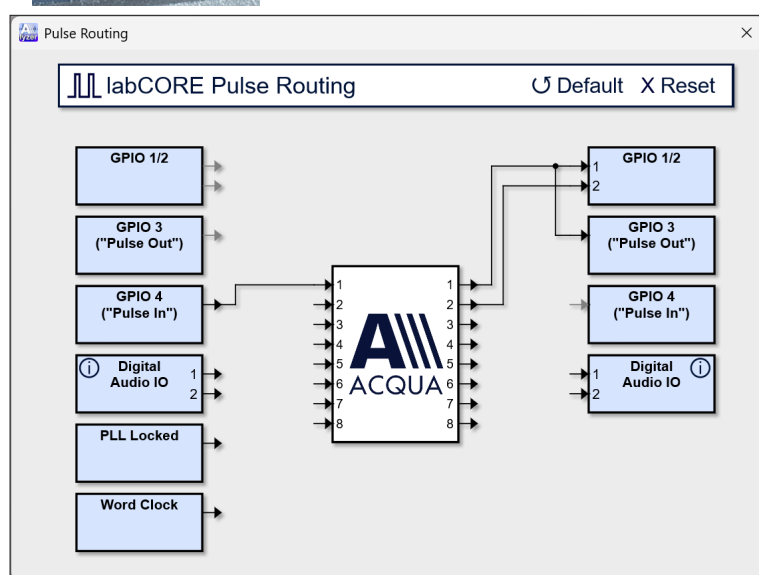 Pulse Routing
labCORE Pulse Routing
Default X Reset
GPIO 1/2
GPIO 3
("Pulse Out")
GPIO 4
("Pulse In")
i Digital
Audio IO
1
2
PLL Locked
Word Clock
1 1
2 2
3 3
4 4
5 5
6 6
7 7
8 8
ACQUA
GPIO 1/2
1
2
GPIO 3
("Pulse Out")
GPIO 4
("Pulse In")
Digital i
Audio IO
1
2